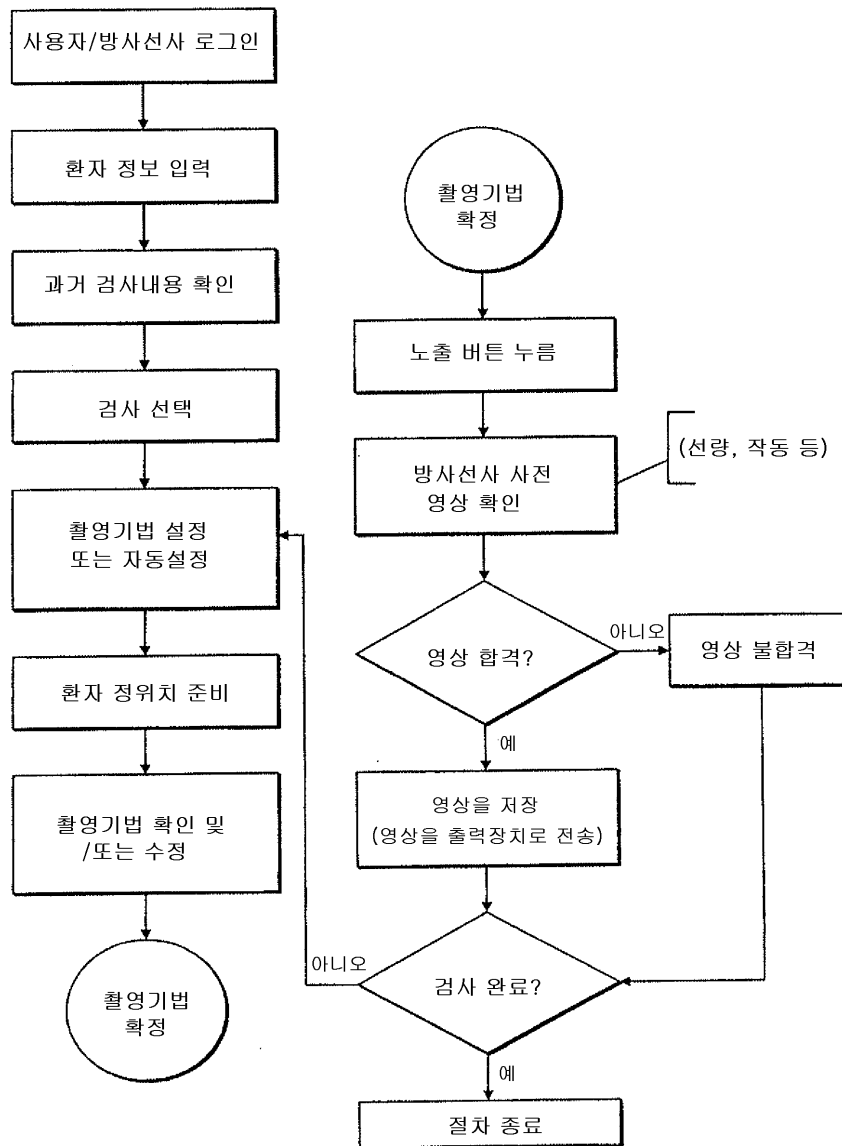 사용자/방사선사 로그인
환자 정보 입력
과거 검사내용 확인
검사 선택
촬영기법 설정
또는 자동설정
환자 정위치 준비
촬영기법 확인 및
/또는 수정
촬영기법
확정
촬영기법
확정
노출 버튼 누름
방사선사 사전
영상 확인
(선량, 작동 등)
영상 합격?
아니오
영상 불합격
예
영상을 저장
(영상을 출력장치로 전송)
검사 완료?
아니오
예
절차 종료